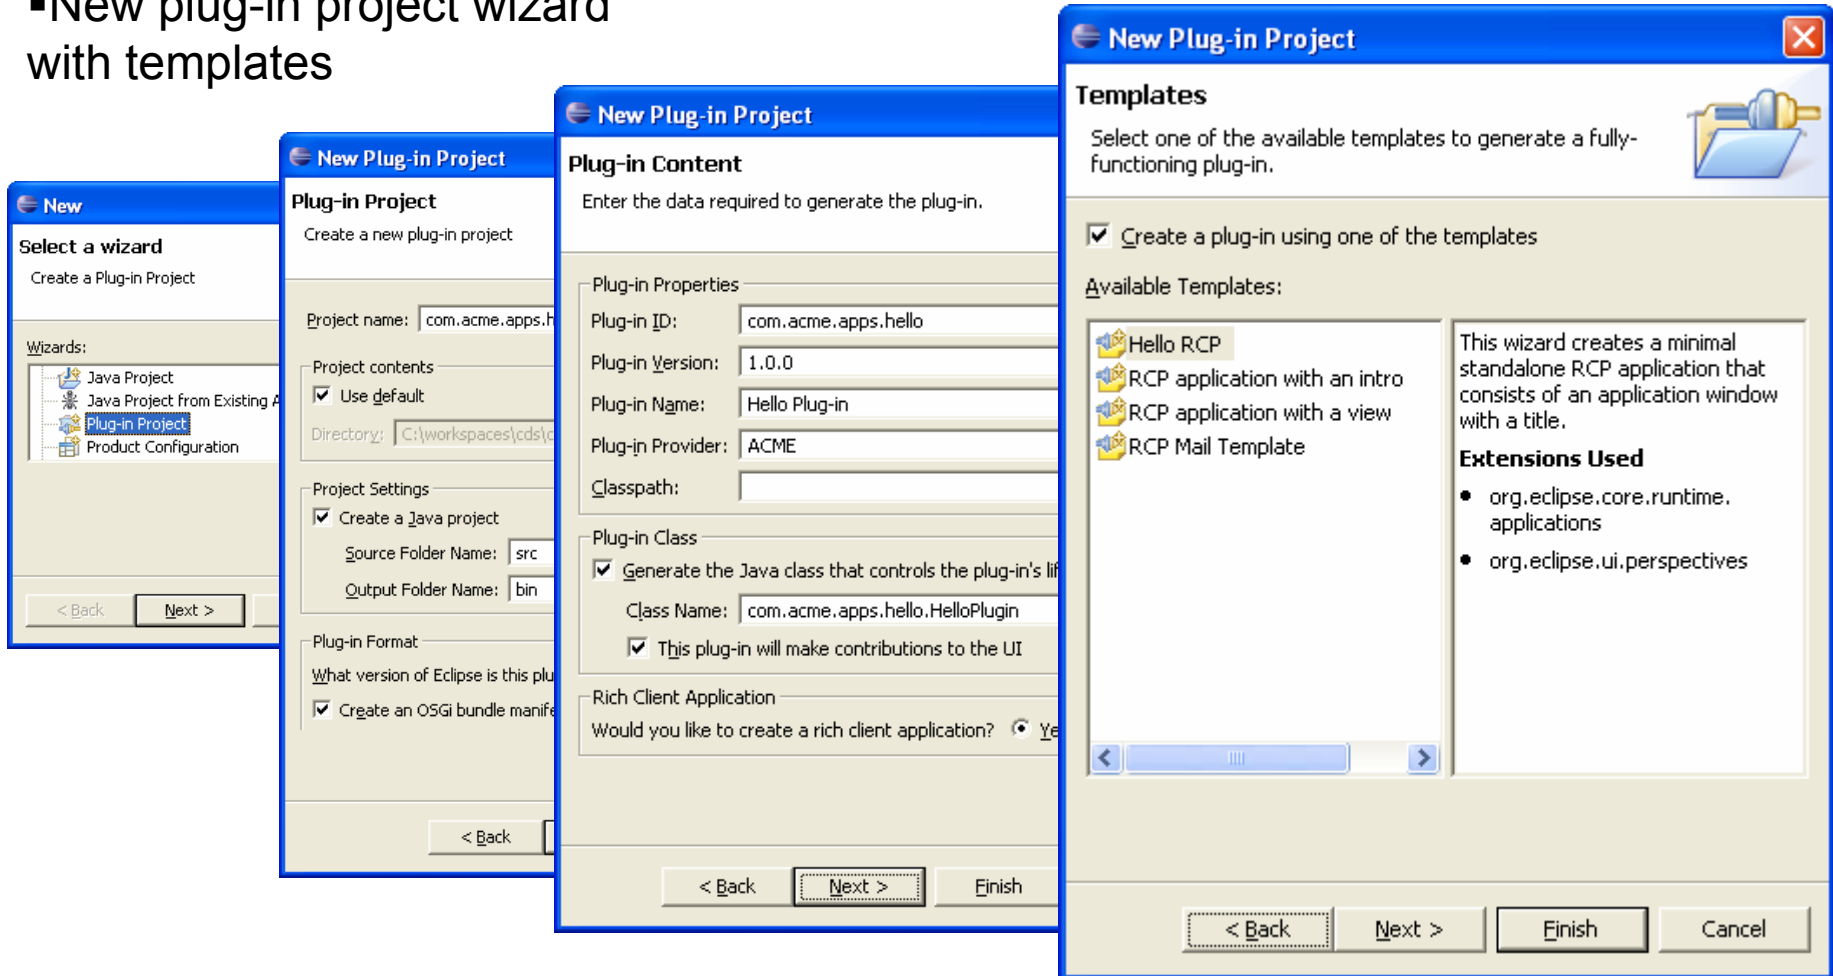 ▪New plug-in project wizard
with templates
New
Select a wizard
Create a Plug-in Project
Wizards:
Java Project
Java Project from Existing A
Plug-in Project
Product Configuration
< Back Next >
New Plug-in Project
Plug-in Project
Create a new plug-in project
Project name: com.acme.apps.h
Project contents
Use default
Directory: C:\workspaces\cds\c
Project Settings
Create a Java project
Source Folder Name: src
Output Folder Name: bin
Plug-in Format
What version of Eclipse is this plu
Create an OSGi bundle manife
< Back
New Plug-in Project
Plug-in Content
Enter the data required to generate the plug-in.
Plug-in Properties
Plug-in ID: com.acme.apps.hello
Plug-in Version: 1.0.0
Plug-in Name: Hello Plug-in
Plug-in Provider: ACME
Classpath:
Plug-in Class
Generate the Java class that controls the plug-in's lif
Class Name: com.acme.apps.hello.HelloPlugin
This plug-in will make contributions to the UI
Rich Client Application
Would you like to create a rich client application? Ye
< Back Next > Finish
New Plug-in Project
Templates
Select one of the available templates to generate a fully-
functioning plug-in.
Create a plug-in using one of the templates
Available Templates:
Hello RCP
RCP application with an intro
RCP application with a view
RCP Mail Template
This wizard creates a minimal
standalone RCP application that
consists of an application window
with a title.
Extensions Used
• org.eclipse.core.runtime.
applications
• org.eclipse.ui.perspectives
< Back Next > Finish Cancel